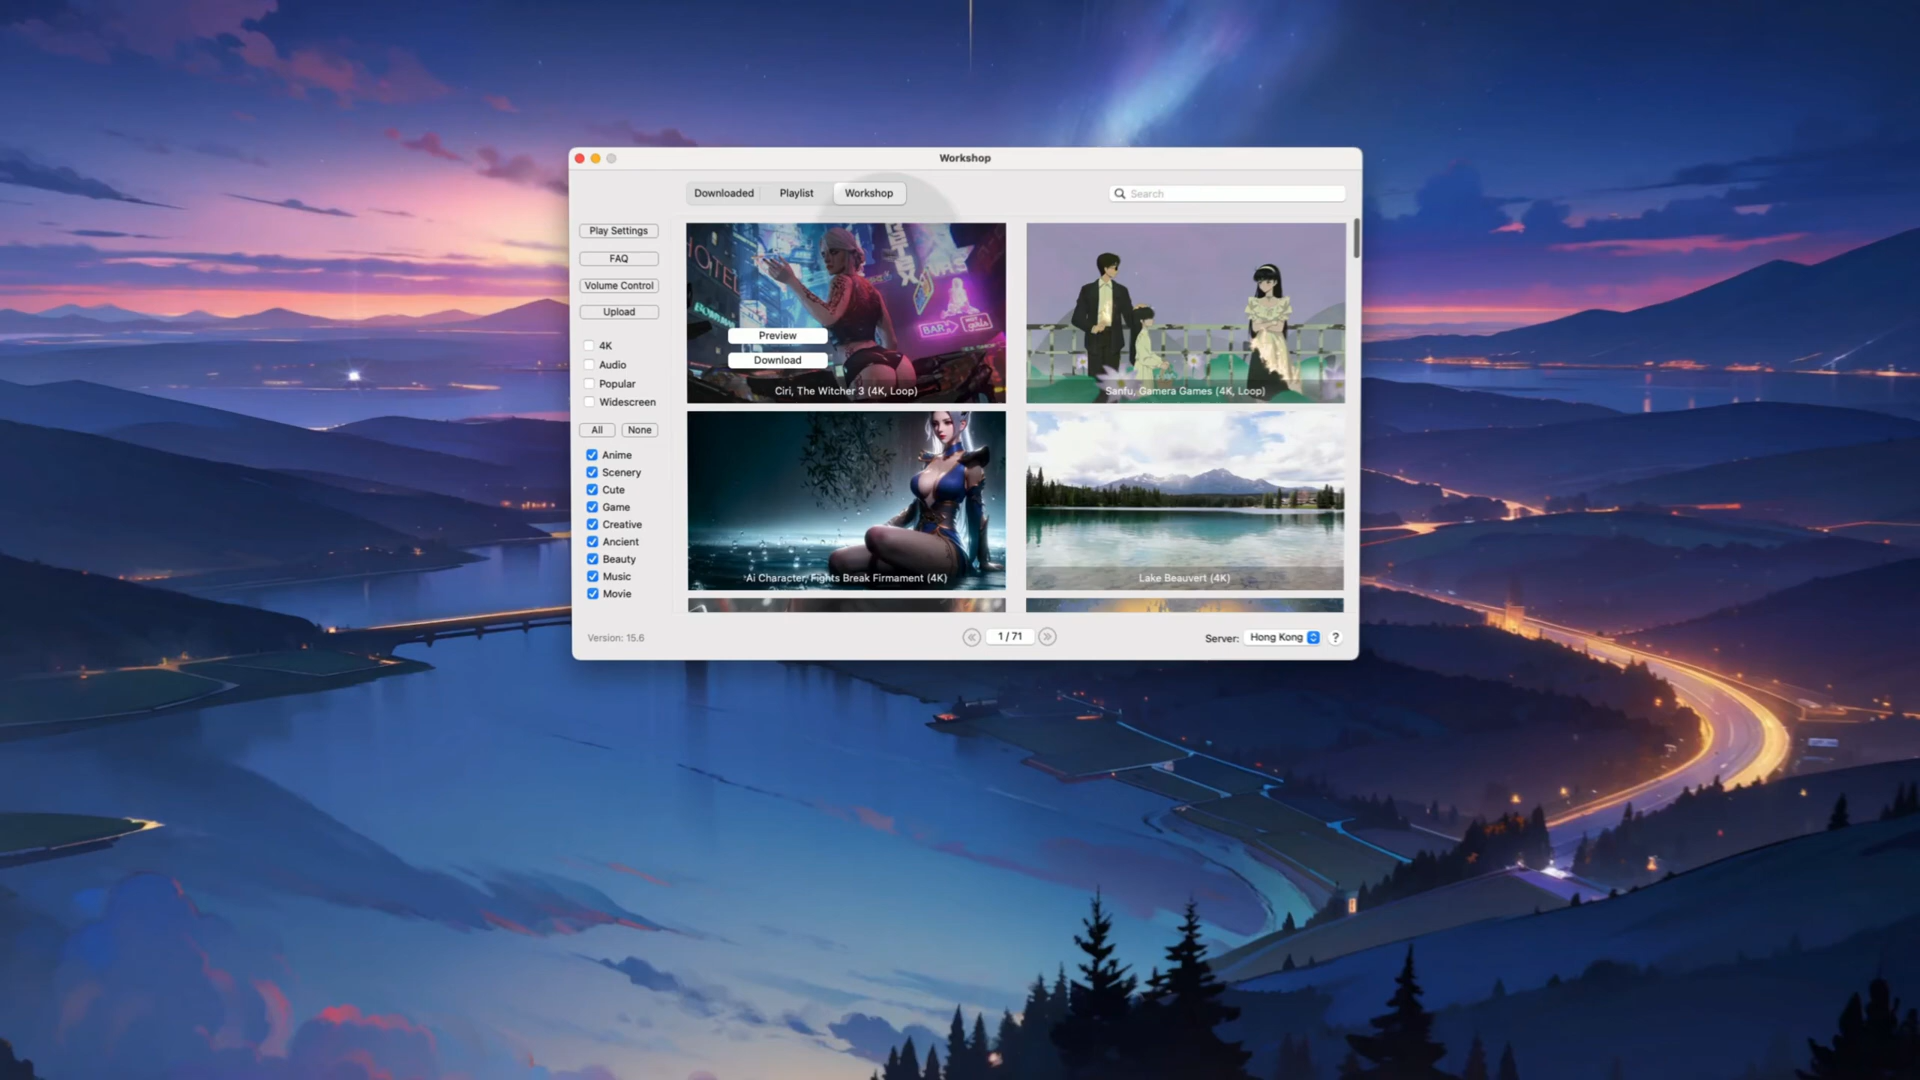 Workshop
Downloaded
Playlist
Workshop
Search
Play Settings
FAQ
Volume Control
Upload
4K
Audio
Popular
Widescreen
All
None
Anime
Scenery
Cute
Game
Creative
Ancient
Beauty
Music
Movie
HOTEL
BAR
Preview
Download
Ciri, The Witcher 3 (4K, Loop)
Sanfu, Gamera Games (4K, Loop)
Ai Character, Fights Break Firmament (4K)
Lake Beauvert (4K)
Version: 15.6
1 / 71
Server:
Hong Kong
?